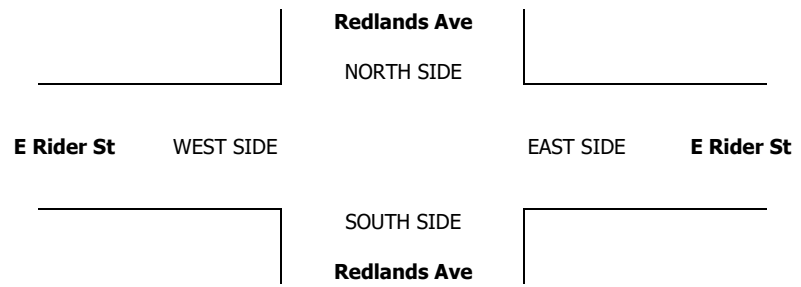 Redlands Ave
NORTH SIDE
E Rider St WEST SIDE EAST SIDE E Rider St
SOUTH SIDE
Redlands Ave